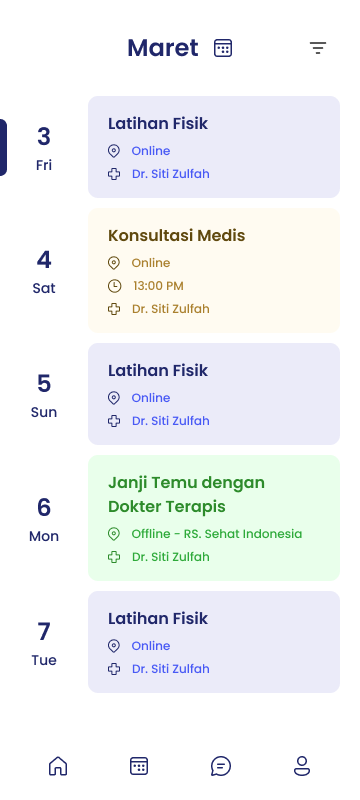 Maret
3
Fri
Latihan Fisik
Online
Dr. Siti Zulfah
4
Sat
Konsultasi Medis
Online
13:00 PM
Dr. Siti Zulfah
5
Sun
Latihan Fisik
Online
Dr. Siti Zulfah
6
Mon
Janji Temu dengan
Dokter Terapis
Offline - RS. Sehat Indonesia
Dr. Siti Zulfah
7
Tue
Latihan Fisik
Online
Dr. Siti Zulfah